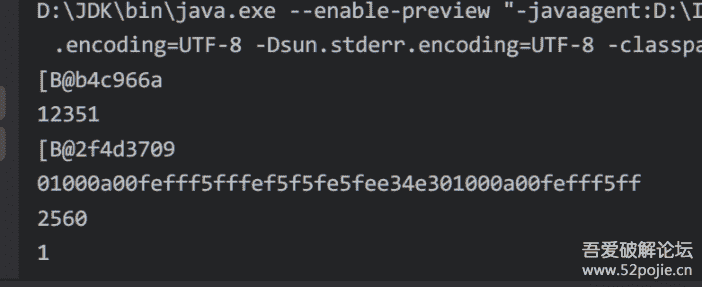 D:\JDK\bin\java.exe --enable-preview "-javaagent:D:\I
.encoding=UTF-8 -Dsun.stderr.encoding=UTF-8 -classpa
[B@b4c966a
12351
[B@2f4d3709
01000a00fefff5fffef5f5fe5fee34e301000a00fefff5ff
2560
1
吾爱破解论坛
www.52pojie.cn